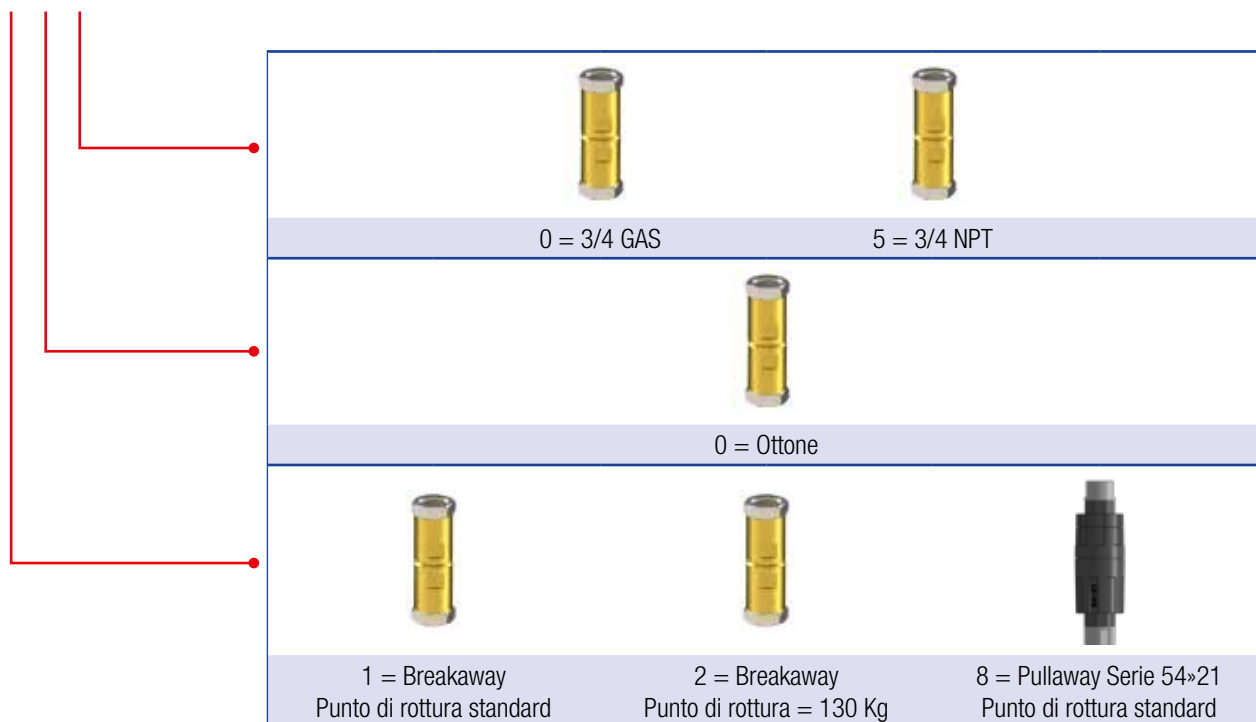 0 = 3/4 GAS
5 = 3/4 NPT
0 = Ottone
1 = Breakaway
Punto di rottura standard
2 = Breakaway
Punto di rottura = 130 Kg
8 = Pullaway Serie 54»21
Punto di rottura standard